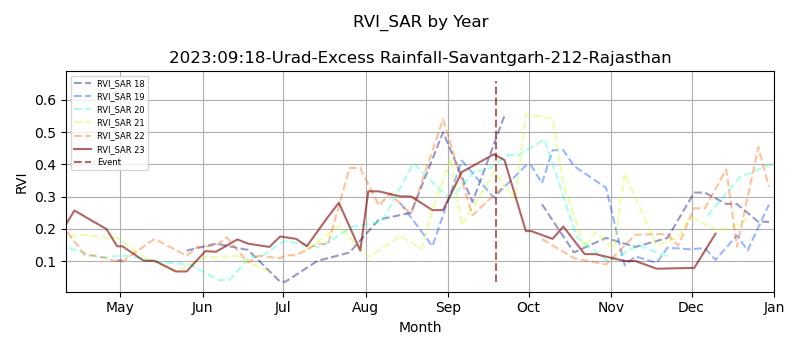 RVI_SAR by Year
2023:09:18-Urad-Excess Rainfall-Savantgarh-212-Rajasthan
RVI_SAR 18
RVI_SAR 19
RVI_SAR 20
RVI_SAR 21
RVI_SAR 22
RVI_SAR 23
Event
RVI
0.6
0.5
0.4
0.3
0.2
0.1
May Jun Jul Aug Sep Oct Nov Dec Jan
Month